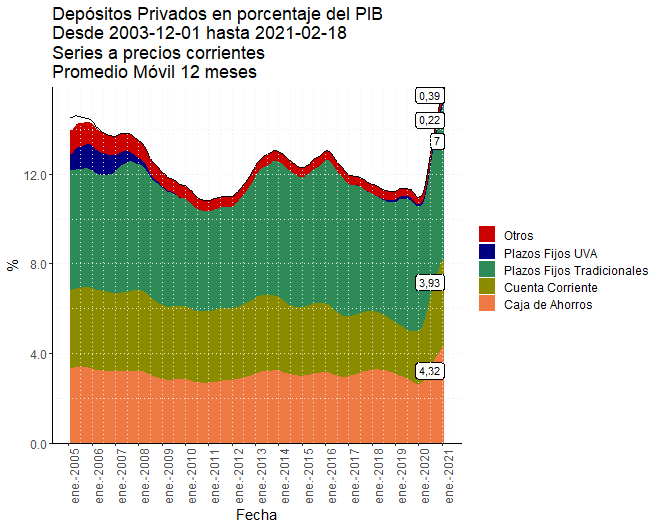 Depósitos Privados en porcentaje del PIB
Desde 2003-12-01 hasta 2021-02-18
Series a precios corrientes
Promedio Móvil 12 meses
%
12.0
8.0
4.0
0.0
0,39
0,22
7
3,93
4,32
ene.-2005
ene.-2006
ene.-2007
ene.-2008
ene.-2009
ene.-2010
ene.-2011
ene.-2012
ene.-2013
ene.-2014
ene.-2015
ene.-2016
ene.-2017
ene.-2018
ene.-2019
ene.-2020
ene.-2021
Fecha
Otros
Plazos Fijos UVA
Plazos Fijos Tradicionales
Cuenta Corriente
Caja de Ahorros